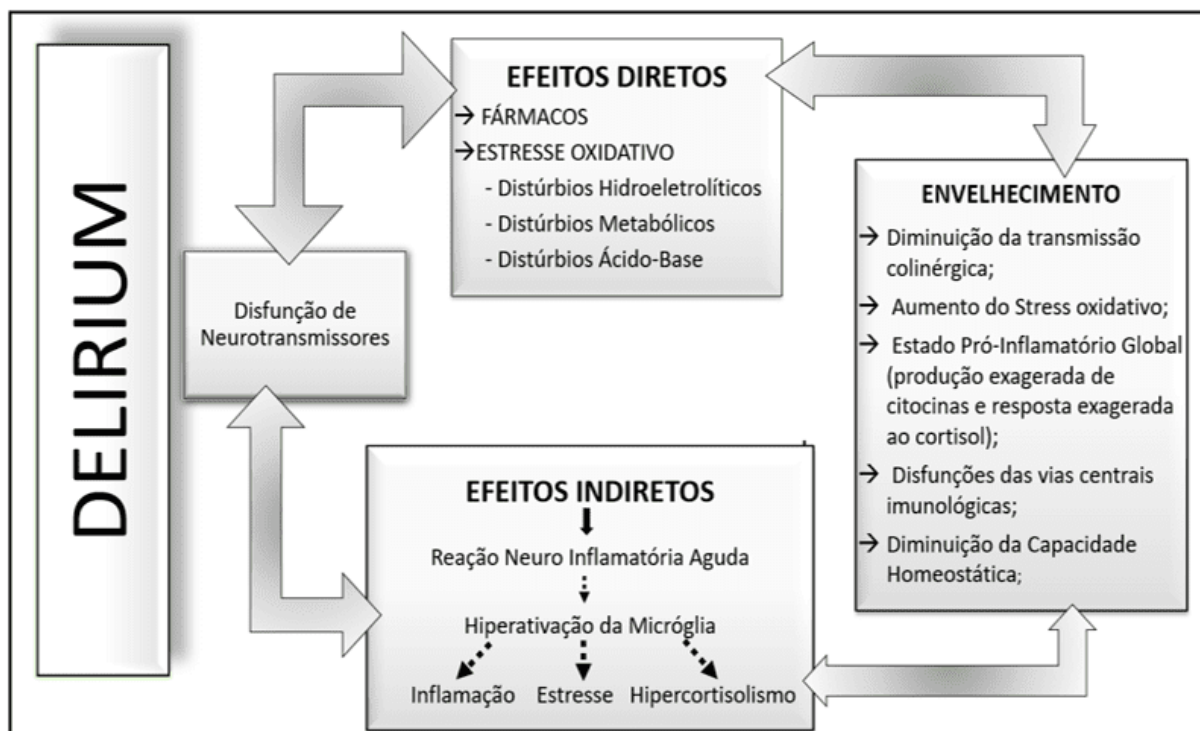 DELIRIUM
EFEITOS DIRETOS
→ FÁRMACOS
→ESTRESSE OXIDATIVO
- Distúrbios Hidroeletrolíticos
- Distúrbios Metabólicos
- Distúrbios Ácido-Base
Disfunção de
Neurotransmissores
EFEITOS INDIRETOS
Reação Neuro Inflamatória Aguda
Hiperativação da Micróglia
Inflamação Estresse Hipercortisolismo
ENVELHECIMENTO
→ Diminuição da transmissão
colinérgica;
→ Aumento do Stress oxidativo;
→ Estado Pró-Inflamatório Global
(produção exagerada de
citocinas e resposta exagerada
ao cortisol);
→ Disfunções das vias centrais
imunológicas;
→ Diminuição da Capacidade
Homeostática;